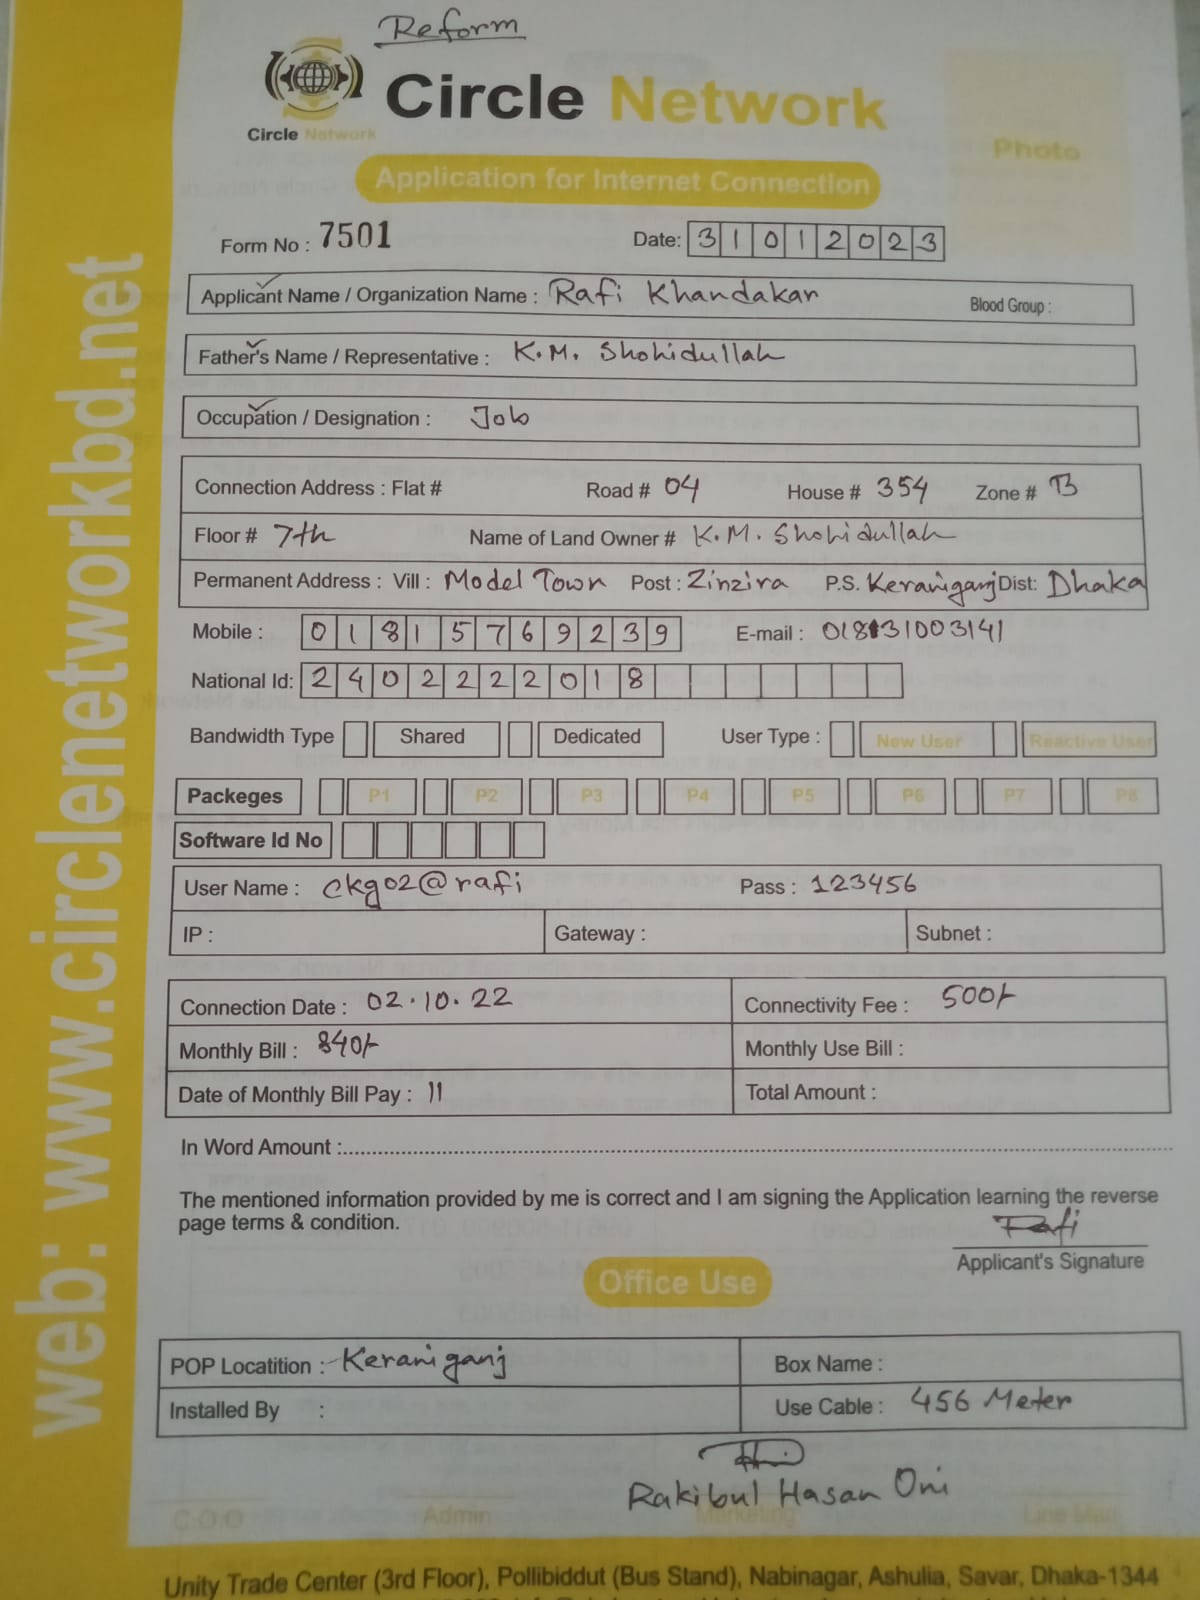 Reform
Circle Network
Circle Network
Photo
Application for Internet Connection
Form No : 7501
Date: 31012023
Applicant Name / Organization Name : Rafi Khandakar Blood Group :
Father's Name / Representative : K.M. Shohidullah
Occupation / Designation : Job
Connection Address : Flat # Road # 04 House # 354 Zone # B
Floor # 7th Name of Land Owner # K.M. Shohidullah
Permanent Address : Vill : Model Town Post : Zinzira P.S. Keraniganj Dist: Dhaka
Mobile : 01815769239 E-mail : 01831003141
National Id: 2402222018
Bandwidth Type Shared Dedicated User Type : New User Reactive User
Packeges P1 P2 P3 P4 P5 P6 P7 P8
Software Id No
User Name : ckg02@rafi Pass : 123456
IP : Gateway : Subnet :
Connection Date : 02.10.22 Connectivity Fee : 500/-
Monthly Bill : 840/- Monthly Use Bill :
Date of Monthly Bill Pay : 11 Total Amount :
In Word Amount :
The mentioned information provided by me is correct and I am signing the Application learning the reverse
page terms & condition.
Rafi
Applicant's Signature
Office Use
POP Locatition : Keraniganj Box Name :
Installed By : Use Cable : 456 Meter
Rakibul Hasan Oni
C.O.O Admin Marketing Line Man
Unity Trade Center (3rd Floor), Pollibiddut (Bus Stand), Nabinagar, Ashulia, Savar, Dhaka-1344
web: www.circlenetworkbd.net